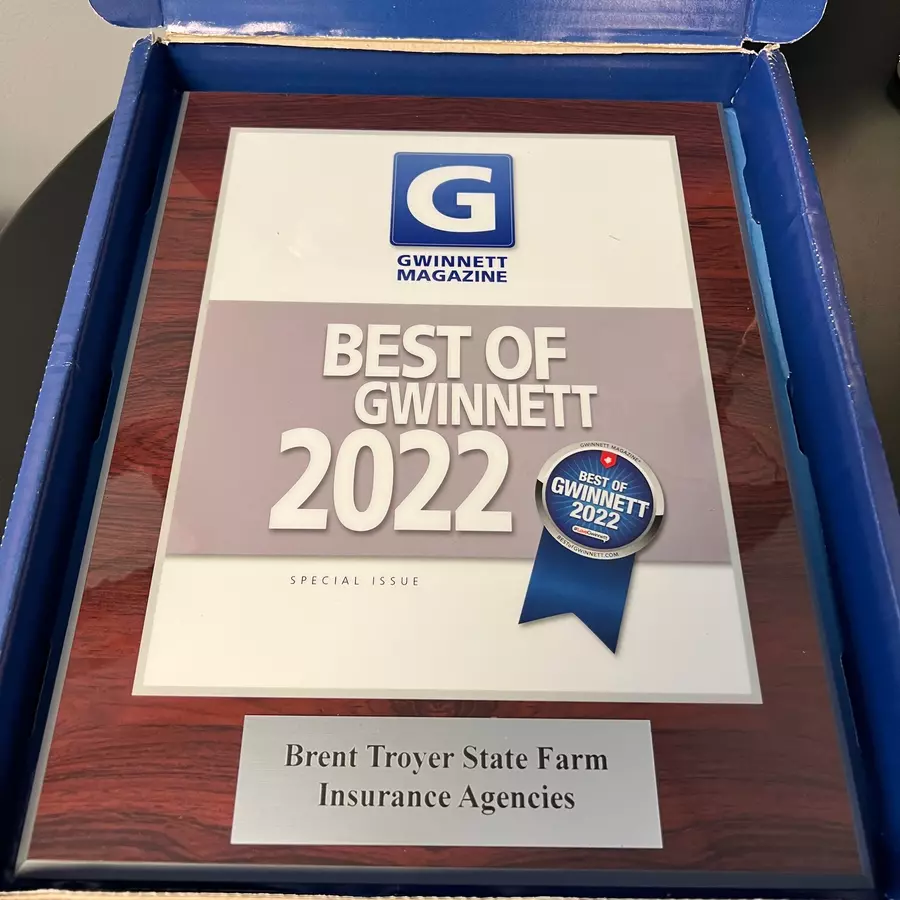 G
GWINNETT
MAGAZINE
BEST OF
GWINNETT
2022
SPECIAL ISSUE
GWINNETT MAGAZINE
BEST OF
GWINNETT
2022
BESTofGWINNETT.COM
Brent Troyer State Farm
Insurance Agencies